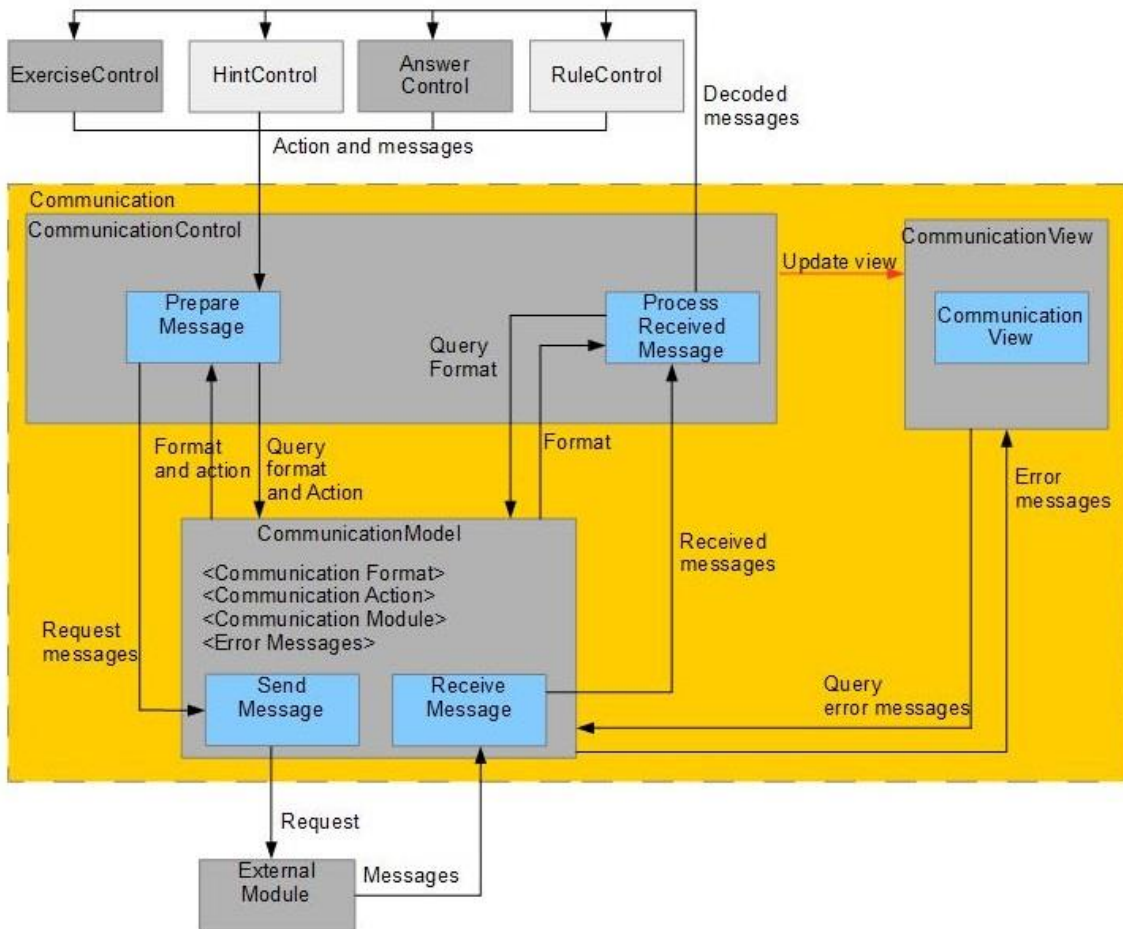 ExerciseControl
HintControl
Answer
Control
RuleControl
Decoded
messages
Action and messages
Communication
CommunicationControl
CommunicationView
Update view
Prepare
Message
Process
Received
Message
Communication
View
Query
Format
Format
and action
Query
format
and Action
Format
Error
messages
CommunicationModel
<Communication Format>
<Communication Action>
<Communication Module>
<Error Messages>
Received
messages
Request
messages
Send
Message
Receive
Message
Query
error messages
Request
External
Module
Messages